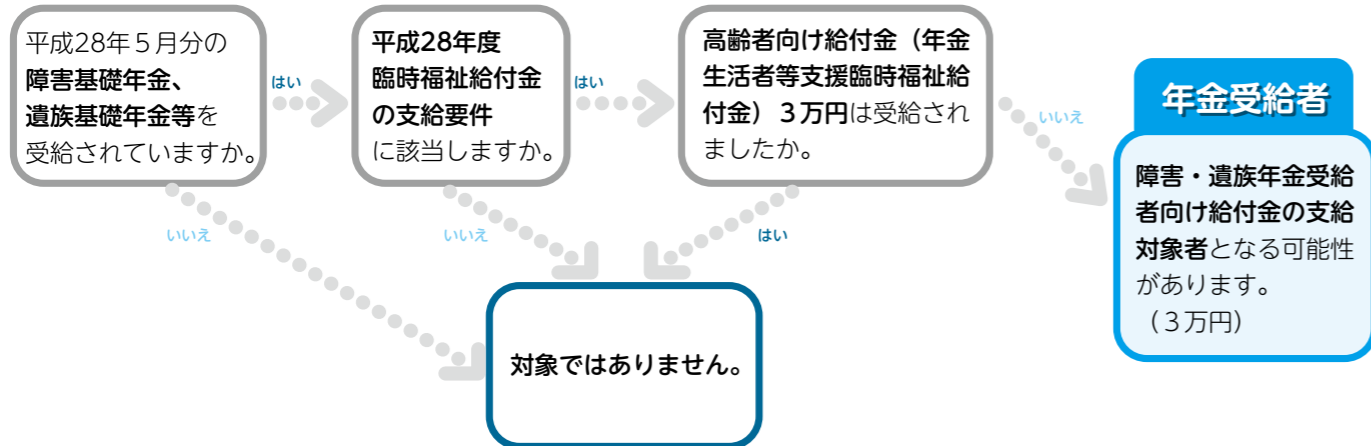 平成28年５月分の
障害基礎年金、
遺族基礎年金等を
受給されていますか。
はい
平成28年度
臨時福祉給付金
の支給要件
に該当しますか。
はい
高齢者向け給付金（年金
生活者等支援臨時福祉給
付金）３万円は受給され
ましたか。
いいえ
年金受給者
障害・遺族年金受給
者向け給付金の支給
対象者となる可能性
があります。
（３万円）
いいえ
いいえ
はい
対象ではありません。